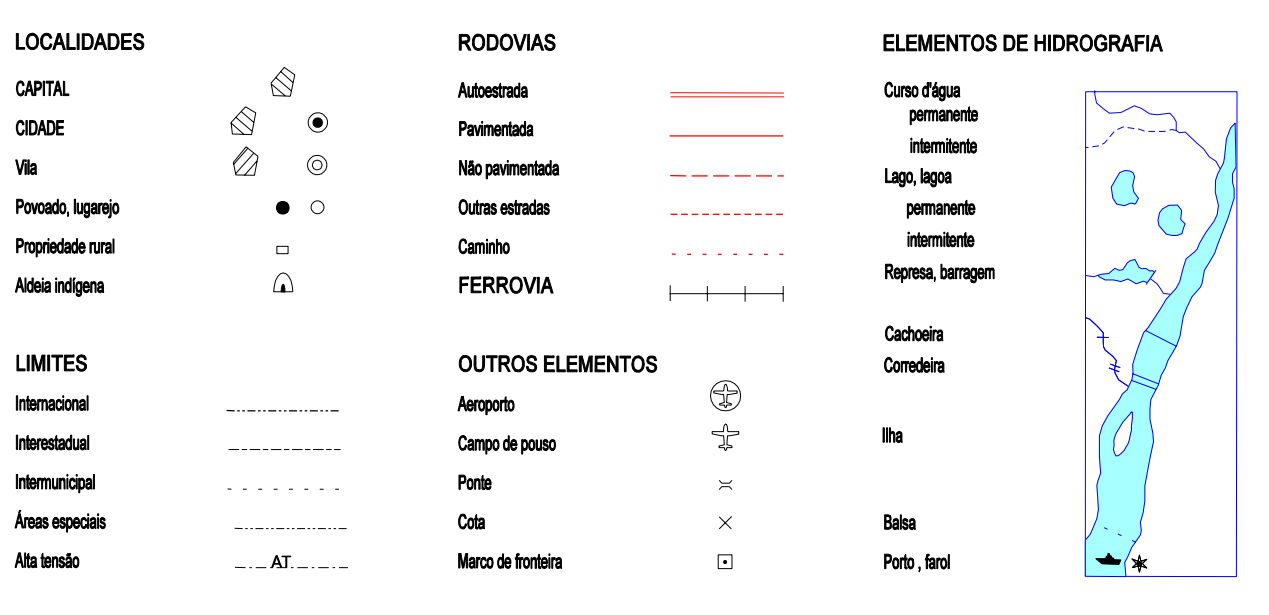 LOCALIDADES
CAPITAL
CIDADE
Vila
Povoado, lugarejo
Propriedade rural
Aldeia indígena
LIMITES
Internacional
Interestadual
Intermunicipal
Áreas especiais
Alta tensão
AT
RODOVIAS
Autoestrada
Pavimentada
Não pavimentada
Outras estradas
Caminho
FERROVIA
OUTROS ELEMENTOS
Aeroporto
Campo de pouso
Ponte
Cota
Marco de fronteira
ELEMENTOS DE HIDROGRAFIA
Curso d'água
permanente
intermitente
Lago, lagoa
permanente
intermitente
Represa, barragem
Cachoeira
Corredeira
Ilha
Balsa
Porto , farol